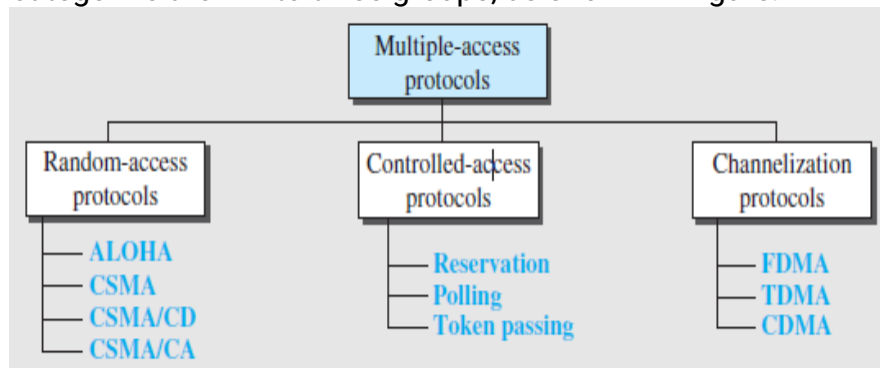 Multiple-access
protocols
Random-access
protocols
ALOHA
CSMA
CSMA/CD
CSMA/CA
Controlled-access
protocols
Reservation
Polling
Token passing
Channelization
protocols
FDMA
TDMA
CDMA